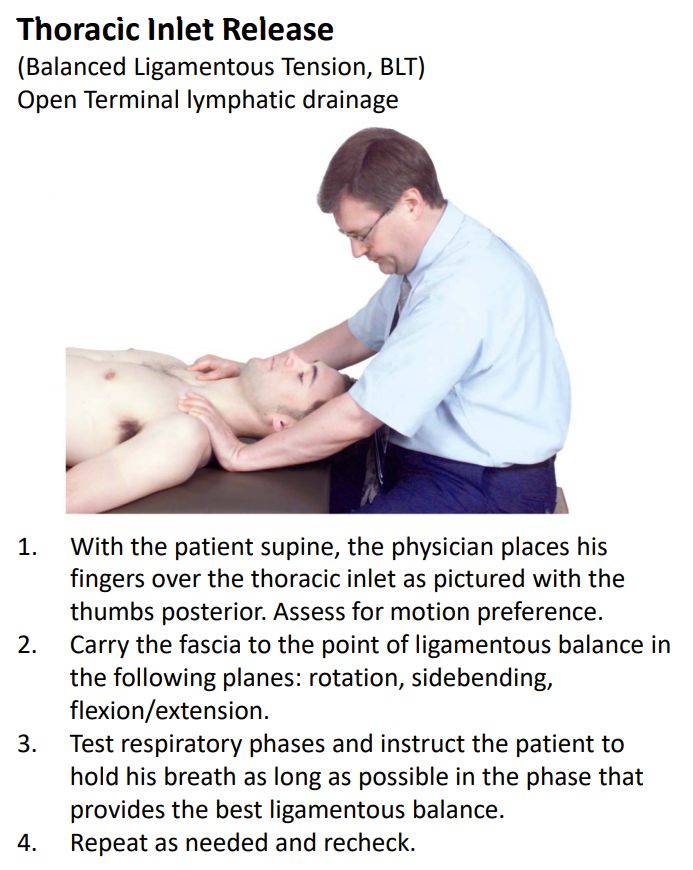 Thoracic Inlet Release
(Balanced Ligamentous Tension, BLT)
Open Terminal lymphatic drainage
1. With the patient supine, the physician places his
fingers over the thoracic inlet as pictured with the
thumbs posterior. Assess for motion preference.
2. Carry the fascia to the point of ligamentous balance in
the following planes: rotation, sidebending,
flexion/extension.
3. Test respiratory phases and instruct the patient to
hold his breath as long as possible in the phase that
provides the best ligamentous balance.
4. Repeat as needed and recheck.